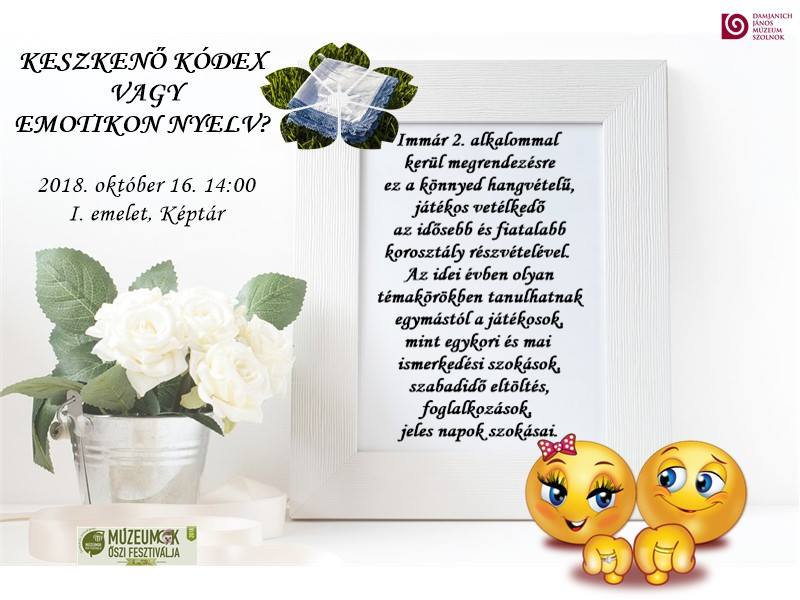 DAMJANICH
JÁNOS
MÚZEUM
SZOLNOK
KESZKENŐ KÓDEX
VAGY
EMOTIKON NYELV?
2018. október 16. 14:00
I. emelet, Képtár
Immár 2. alkalommal
kerül megrendezésre
ez a könnyed hangvételű,
játékos vetélkedő
az idősebb és fiatalabb
korosztály részvételével.
Az idei évben olyan
témakörökben tanulhatnak
egymástól a játékosok,
mint egykori és mai
ismerkedési szokások,
szabadidő eltöltés,
foglalkozások,
jeles napok szokásai.
MÚZEUMOK
ŐSZI FESZTIVÁLJA